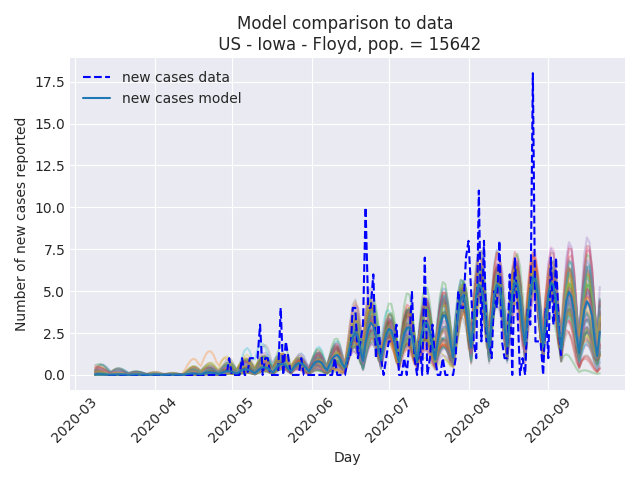 Model comparison to data
US - Iowa - Floyd, pop. = 15642
new cases data
new cases model
Number of new cases reported
17.5
15.0
12.5
10.0
7.5
5.0
2.5
0.0
2020-03
2020-04
2020-05
2020-06
2020-07
2020-08
2020-09
Day